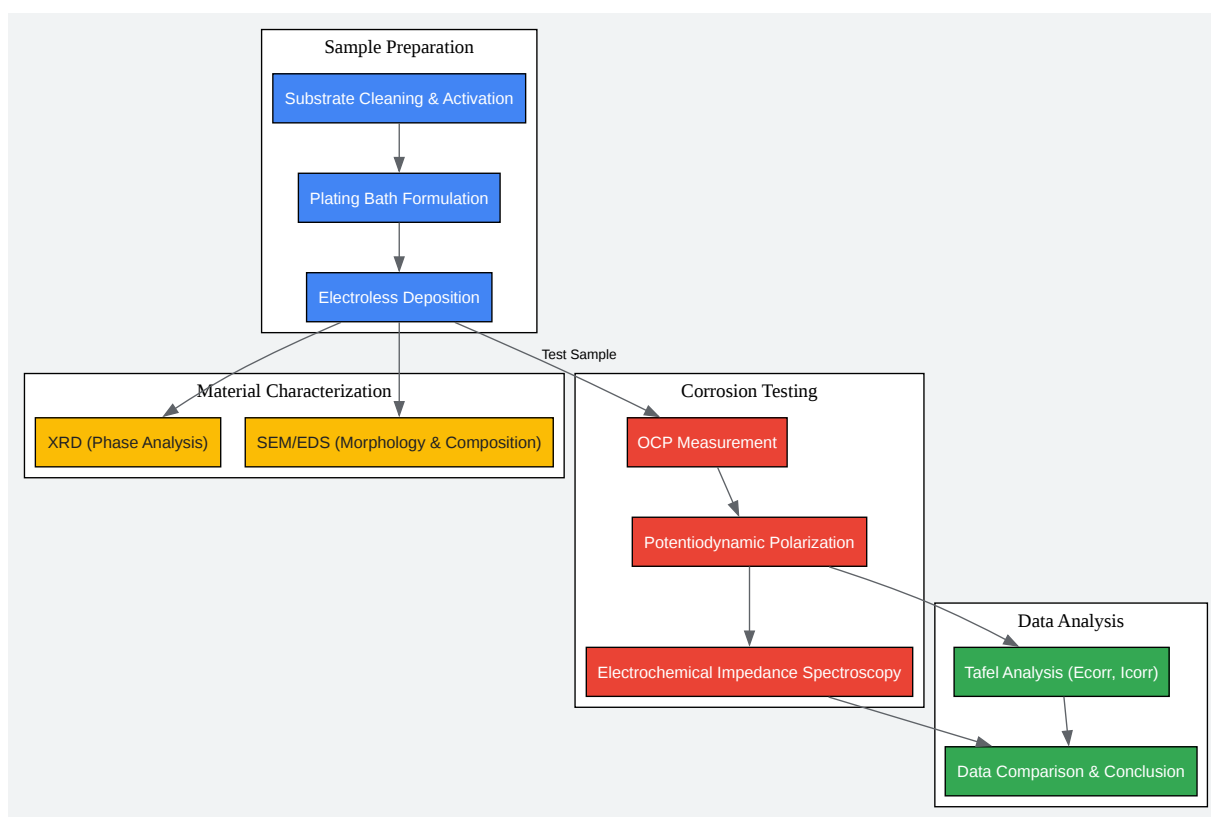 Sample Preparation
Substrate Cleaning & Activation
Plating Bath Formulation
Electroless Deposition
Test Sample
Material Characterization
XRD (Phase Analysis)
SEM/EDS (Morphology & Composition)
Corrosion Testing
OCP Measurement
Potentiodynamic Polarization
Electrochemical Impedance Spectroscopy
Data Analysis
Tafel Analysis (Ecorr, Icorr)
Data Comparison & Conclusion